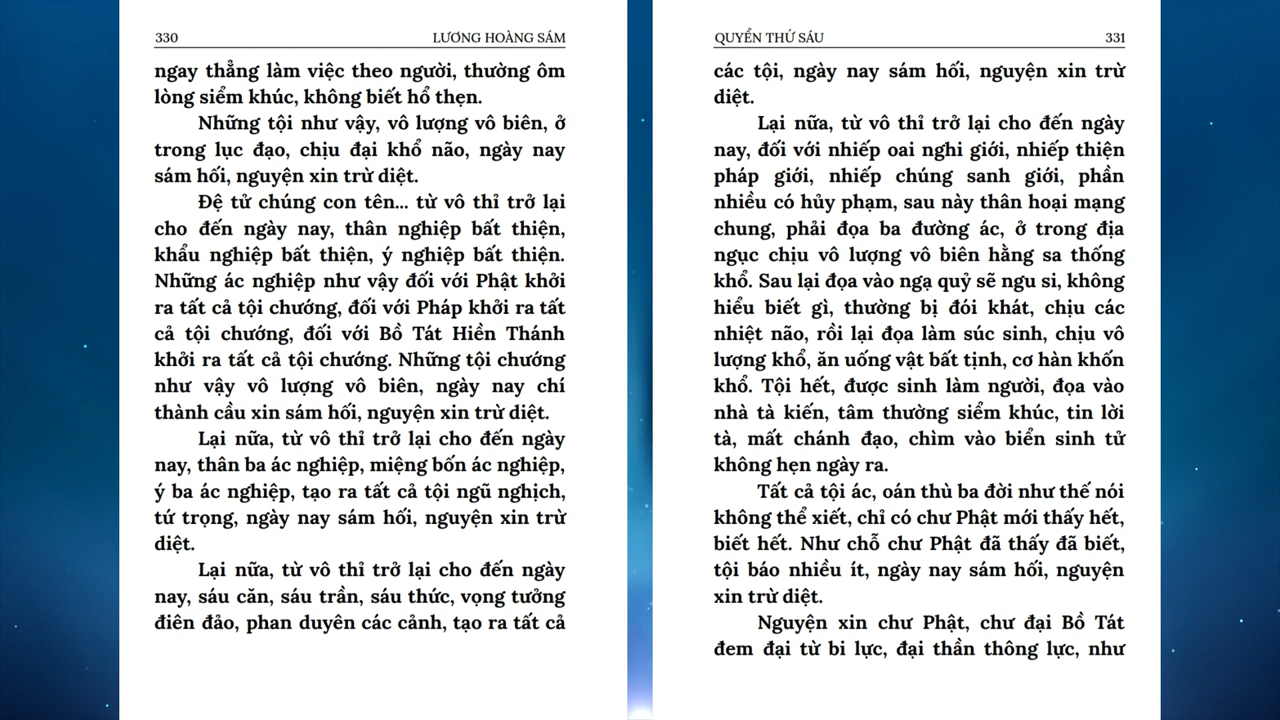 330 LƯƠNG HOÀNG SÁM
ngay thẳng làm việc theo người, thường ôm
lòng siểm khúc, không biết hổ thẹn.
Những tội như vậy, vô lượng vô biên, ở
trong lục đạo, chịu đại khổ não, ngày nay
sám hối, nguyện xin trừ diệt.
Đệ tử chúng con tên... từ vô thỉ trở lại
cho đến ngày nay, thân nghiệp bất thiện,
khẩu nghiệp bất thiện, ý nghiệp bất thiện.
Những ác nghiệp như vậy đối với Phật khởi
ra tất cả tội chướng, đối với Pháp khởi ra tất
cả tội chướng, đối với Bồ Tát Hiền Thánh
khởi ra tất cả tội chướng. Những tội chướng
như vậy vô lượng vô biên, ngày nay chí
thành cầu xin sám hối, nguyện xin trừ diệt.
Lại nữa, từ vô thỉ trở lại cho đến ngày
nay, thân ba ác nghiệp, miệng bốn ác nghiệp,
ý ba ác nghiệp, tạo ra tất cả tội ngũ nghịch,
tứ trọng, ngày nay sám hối, nguyện xin trừ
diệt.
Lại nữa, từ vô thỉ trở lại cho đến ngày
nay, sáu căn, sáu trần, sáu thức, vọng tưởng
điên đảo, phan duyên các cảnh, tạo ra tất cả
QUYỂN THỨ SÁU 331
các tội, ngày nay sám hối, nguyện xin trừ
diệt.
Lại nữa, từ vô thỉ trở lại cho đến ngày
nay, đối với nhiếp oai nghi giới, nhiếp thiện
pháp giới, nhiếp chúng sanh giới, phần
nhiều có hủy phạm, sau này thân hoại mạng
chung, phải đọa ba đường ác, ở trong địa
ngục chịu vô lượng vô biên hằng sa thống
khổ. Sau lại đọa vào ngạ quỷ sẽ ngu si, không
hiểu biết gì, thường bị đói khát, chịu các
nhiệt não, rồi lại đọa làm súc sinh, chịu vô
lượng khổ, ăn uống vật bất tịnh, cơ hàn khốn
khổ. Tội hết, được sinh làm người, đọa vào
nhà tà kiến, tâm thường siểm khúc, tin lời
tà, mất chánh đạo, chìm vào biển sinh tử
không hẹn ngày ra.
Tất cả tội ác, oán thù ba đời như thế nói
không thể xiết, chỉ có chư Phật mới thấy hết,
biết hết. Như chỗ chư Phật đã thấy đã biết,
tội báo nhiều ít, ngày nay sám hối, nguyện
xin trừ diệt.
Nguyện xin chư Phật, chư đại Bồ Tát
đem đại từ bi lực, đại thần thông lực, như